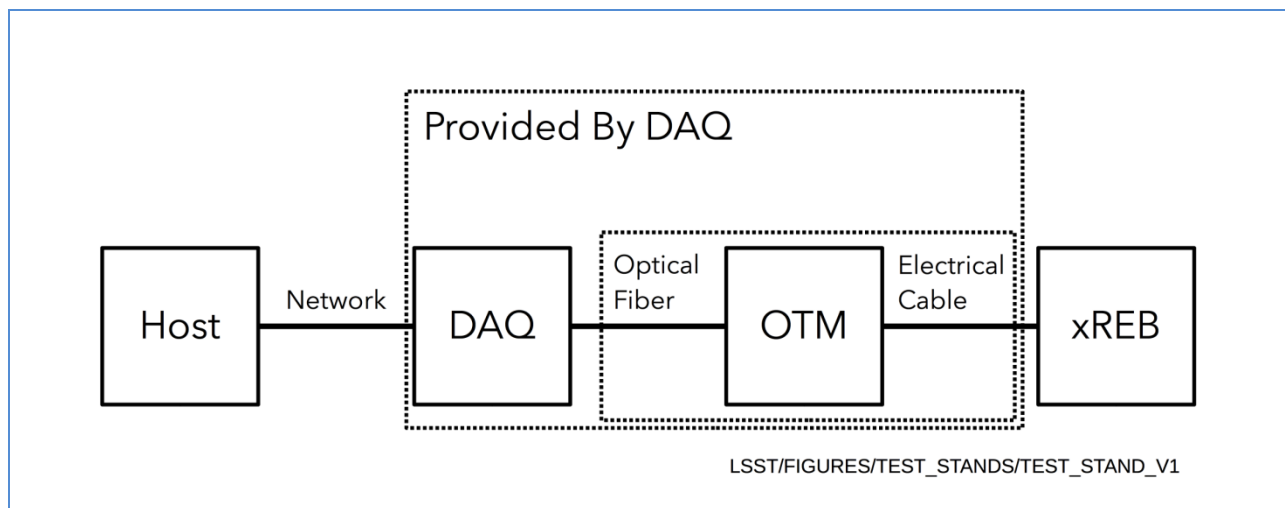 Provided By DAQ
Host
Network
DAQ
Optical
Fiber
OTM
Electrical
Cable
xREB
LSST/FIGURES/TEST_STANDS/TEST_STAND_V1